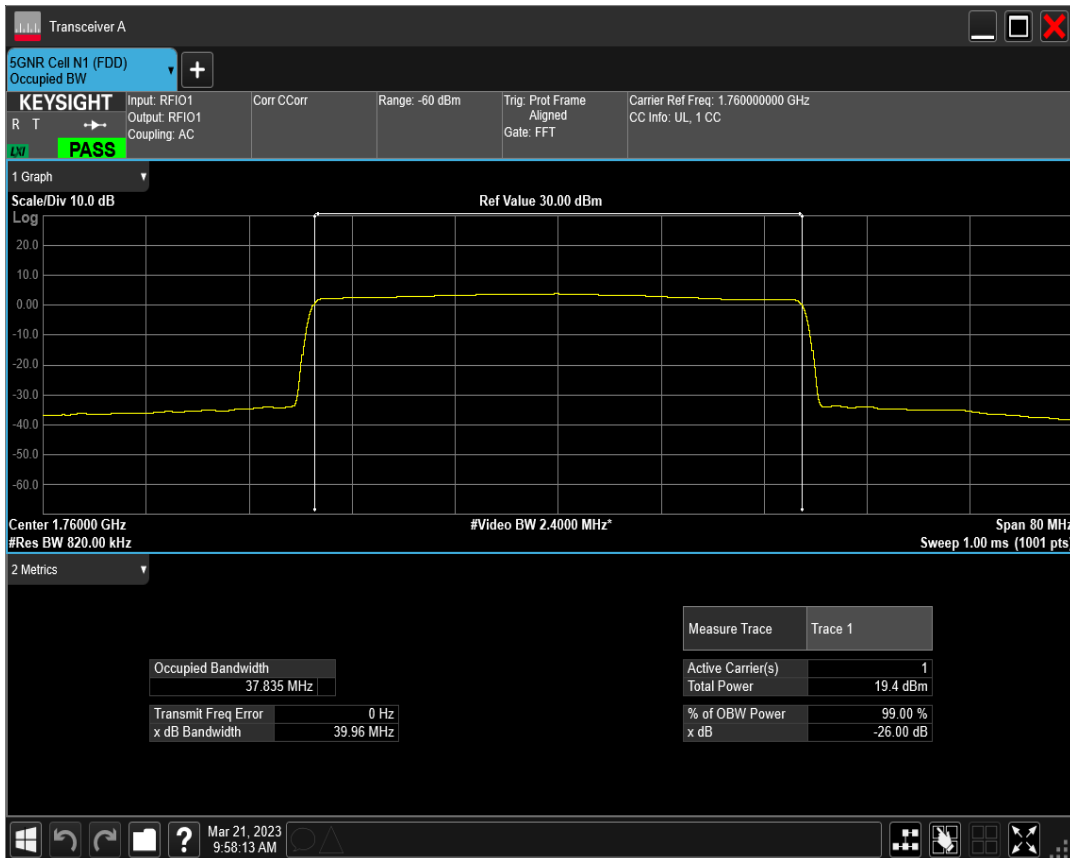 Transceiver A
5GNR Cell N1 (FDD)
Occupied BW
+
KEYSIGHT
R T
LXI
PASS
Input: RFIO1
Output: RFIO1
Coupling: AC
Corr CCorr
Range: -60 dBm
Trig: Prot Frame
Aligned
Gate: FFT
Carrier Ref Freq: 1.760000000 GHz
CC Info: UL, 1 CC
1 Graph
Scale/Div 10.0 dB
Ref Value 30.00 dBm
Log
20.0
10.0
0.00
-10.0
-20.0
-30.0
-40.0
-50.0
-60.0
Center 1.76000 GHz
#Video BW 2.4000 MHz*
Span 80 MHz
#Res BW 820.00 kHz
Sweep 1.00 ms (1001 pts)
2 Metrics
Measure Trace Trace 1
Occupied Bandwidth
37.835 MHz
Active Carrier(s) 1
Total Power 19.4 dBm
Transmit Freq Error 0 Hz
x dB Bandwidth 39.96 MHz
% of OBW Power 99.00 %
x dB -26.00 dB
?
Mar 21, 2023
9:58:13 AM